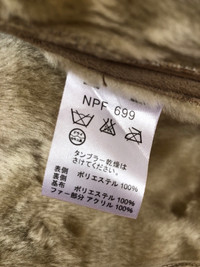 NPF 699
タンブラー乾燥は
さけてください。
表側 ポリエステル 100%
裏側
基布 ポリエステル 100%
ファー部分 アクリル 100%